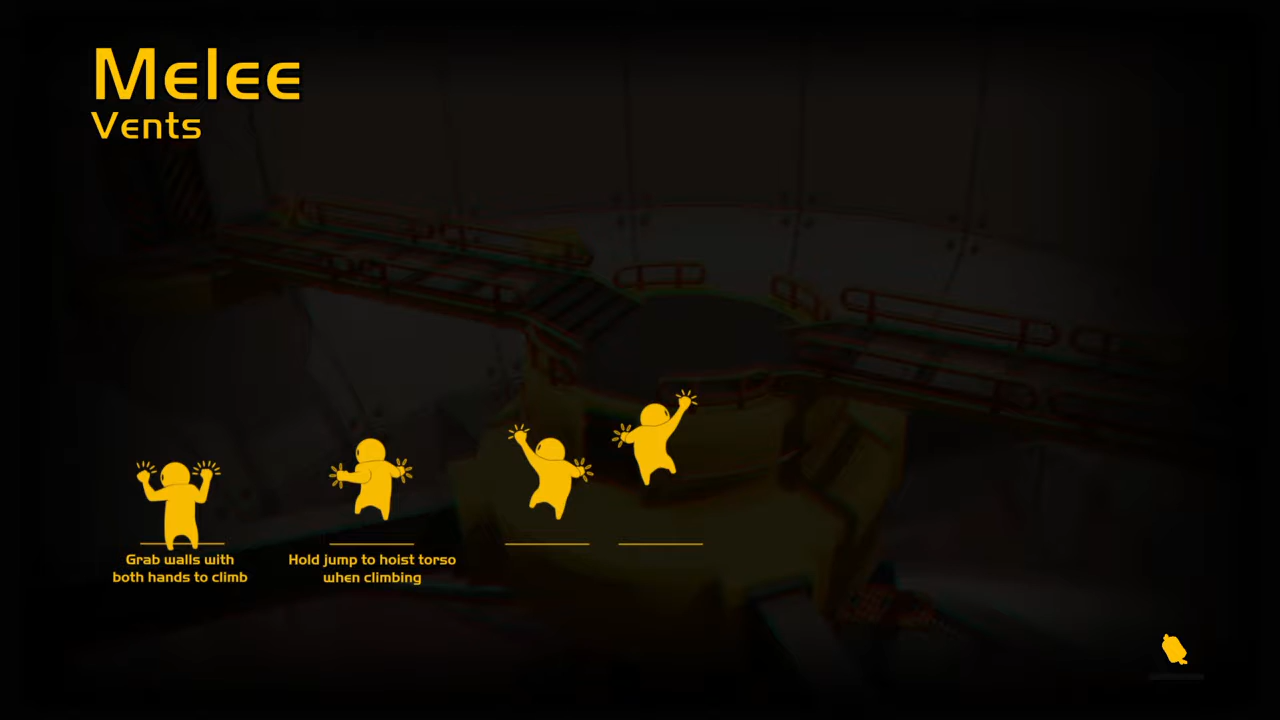 Melee
Vents
Grab walls with
both hands to climb
Hold jump to hoist torso
when climbing